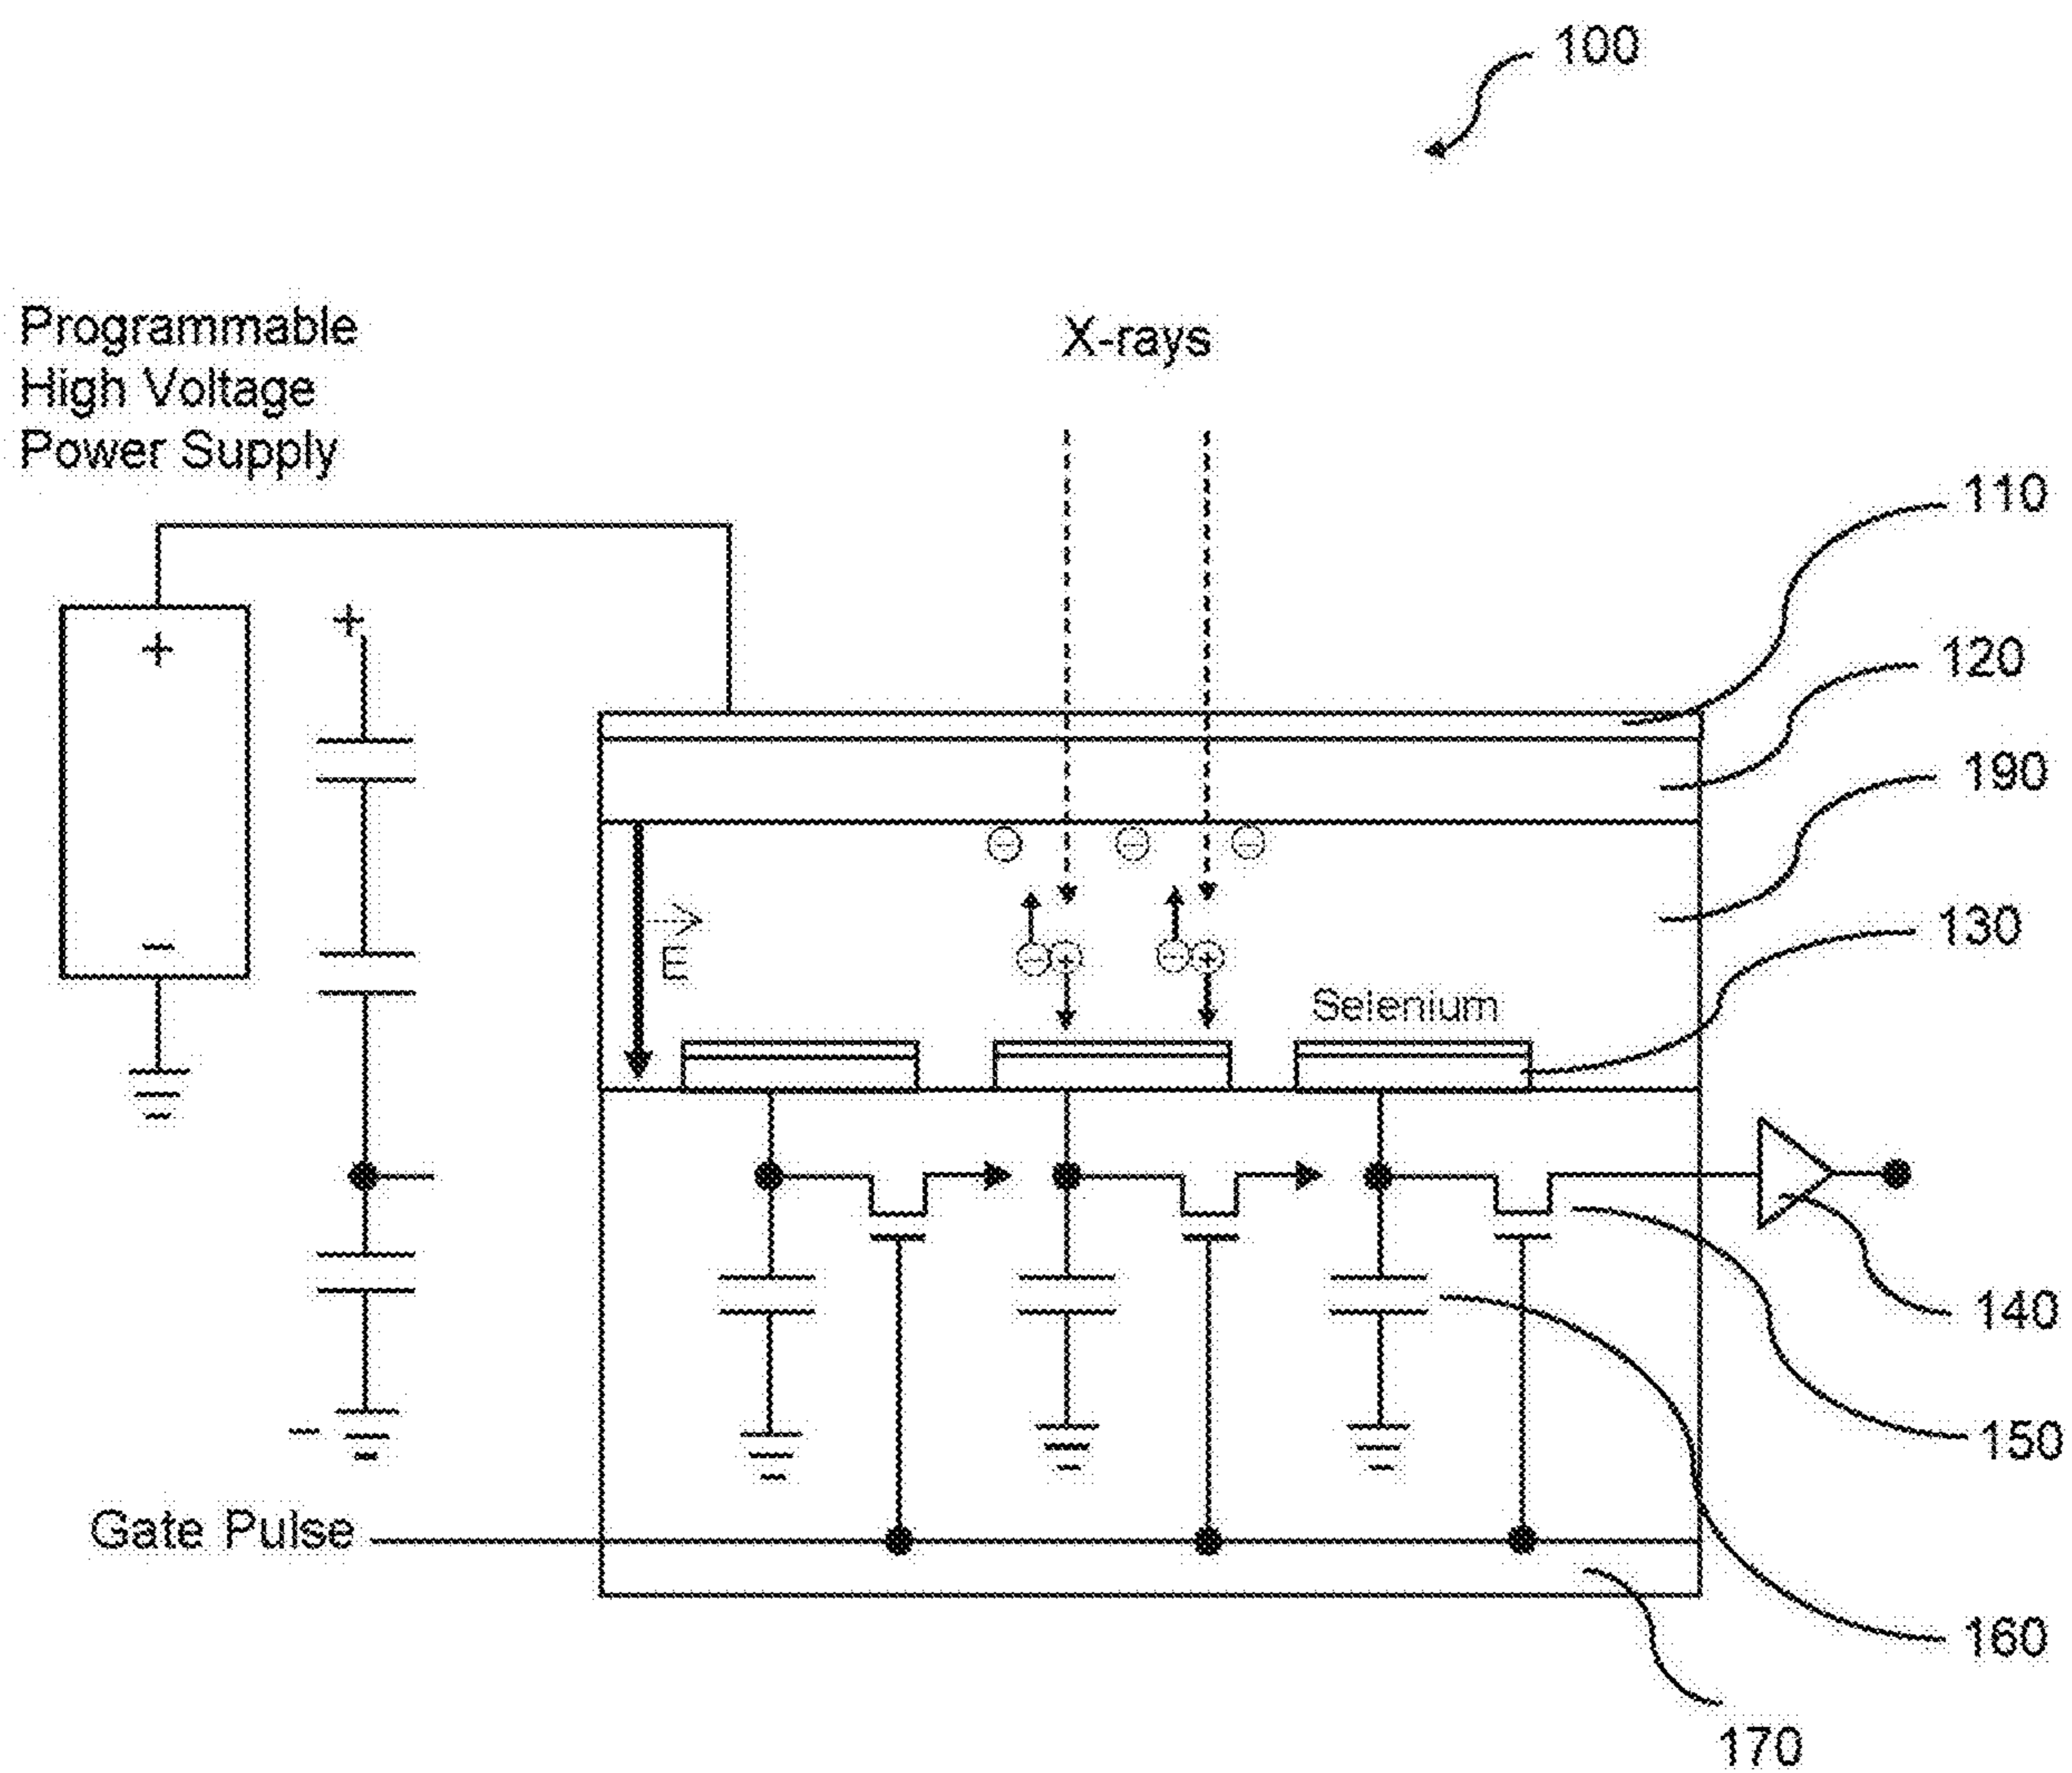 100
Programmable
High Voltage
Power Supply
X-rays
110
120
190
130
+
+
−
E
Selenium
140
150
−
Gate Pulse
160
170